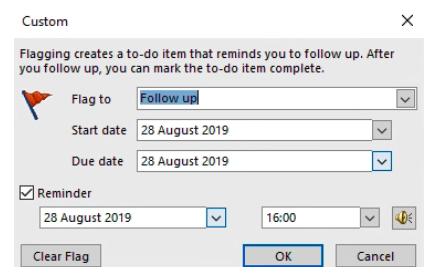 Custom
Flagging creates a to-do item that reminds you to follow up. After
you follow up, you can mark the to-do item complete.
Flag to Follow up
Start date 28 August 2019
Due date 28 August 2019
Reminder
28 August 2019 16:00
Clear Flag OK Cancel